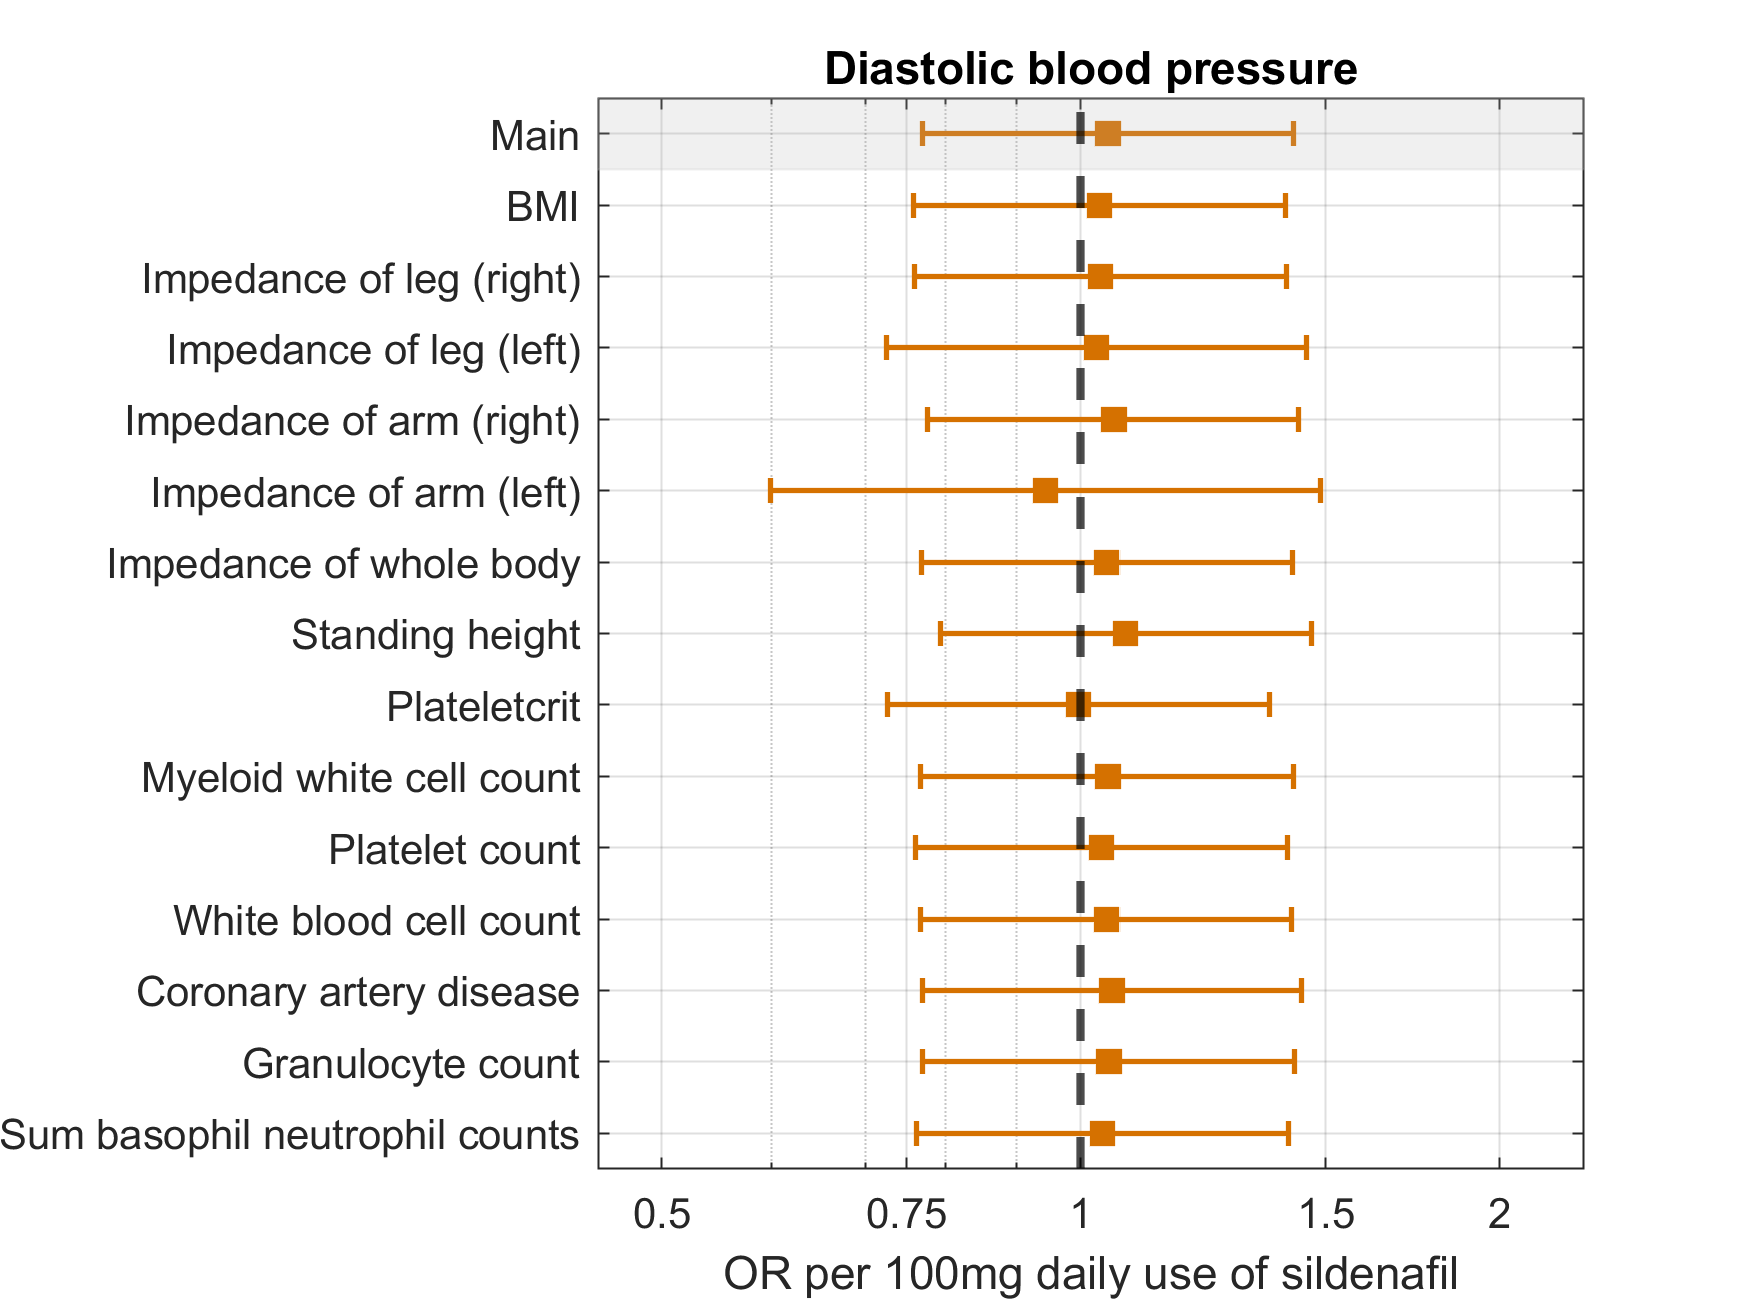 Diastolic blood pressure
Main
BMI
Impedance of leg (right)
Impedance of leg (left)
Impedance of arm (right)
Impedance of arm (left)
Impedance of whole body
Standing height
Plateletcrit
Myeloid white cell count
Platelet count
White blood cell count
Coronary artery disease
Granulocyte count
Sum basophil neutrophil counts
0.5 0.75 1 1.5 2
OR per 100mg daily use of sildenafil